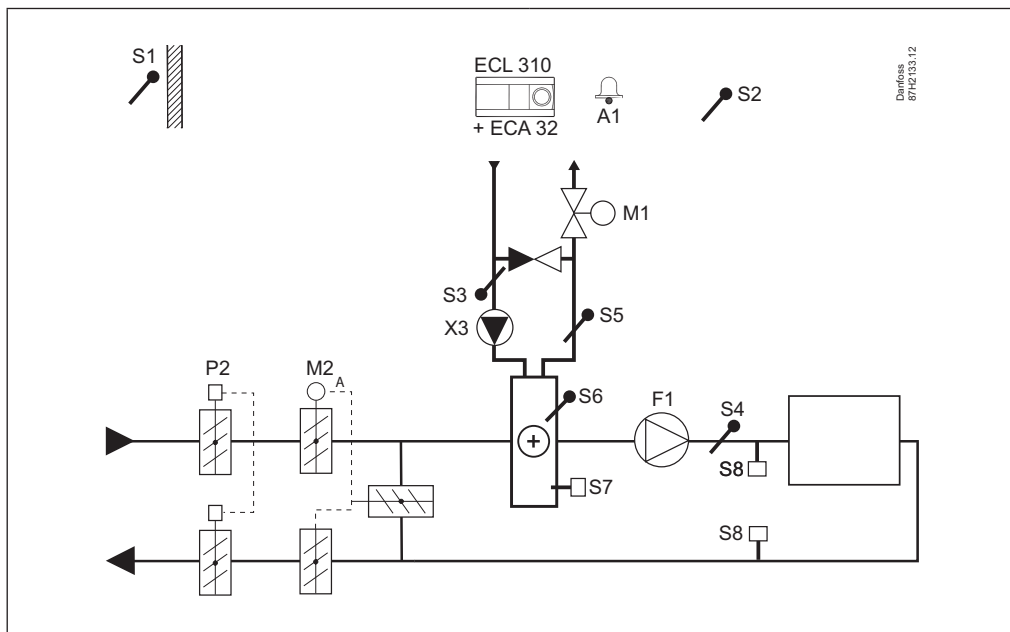 S1
ECL 310
+ ECA 32
A1
S2
Danfoss
87H2133.12
M1
S3
X3
S5
P2
M2
A
S6
F1
S4
S8
S7
S8